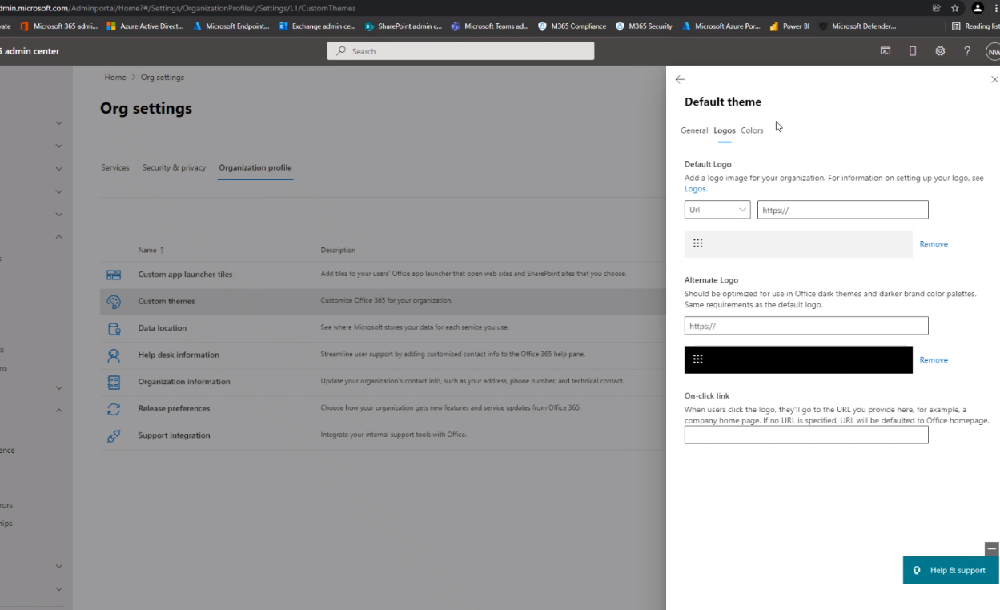 dmin.microsoft.com/Adminportal/Home?#/Settings/OrganizationProfile/:/Settings/L1/CustomThemes
ate Microsoft 365 admi... Azure Active Direct... Microsoft Endpoint... Exchange admin ce... SharePoint admin c... Microsoft Teams ad... M365 Compliance M365 Security Microsoft Azure Por... Power BI Microsoft Defender... Reading list
5 admin center
Search
? NW
Home > Org settings
Org settings
Services Security & privacy Organization profile
Name ↑ Description
Custom app launcher tiles Add tiles to your users' Office app launcher that open web sites and SharePoint sites that you choose.
Custom themes Customize Office 365 for your organization.
Data location See where Microsoft stores your data for each service you use.
Help desk information Streamline user support by adding customized contact info to the Office 365 help pane.
Organization information Update your organization's contact info, such as your address, phone number, and technical contact.
Release preferences Choose how your organization gets new features and service updates from Office 365.
Support integration Integrate your internal support tools with Office.
s
ls
ns
ence
rors
hips
Default theme
General Logos Colors
Default Logo
Add a logo image for your organization. For information on setting up your logo, see
Logos.
Url https://
Remove
Alternate Logo
Should be optimized for use in Office dark themes and darker brand color palettes.
Same requirements as the default logo.
https://
Remove
On-click link
When users click the logo, they'll go to the URL you provide here, for example, a
company home page. If no URL is specified, URL will be defaulted to Office homepage.
Help & support